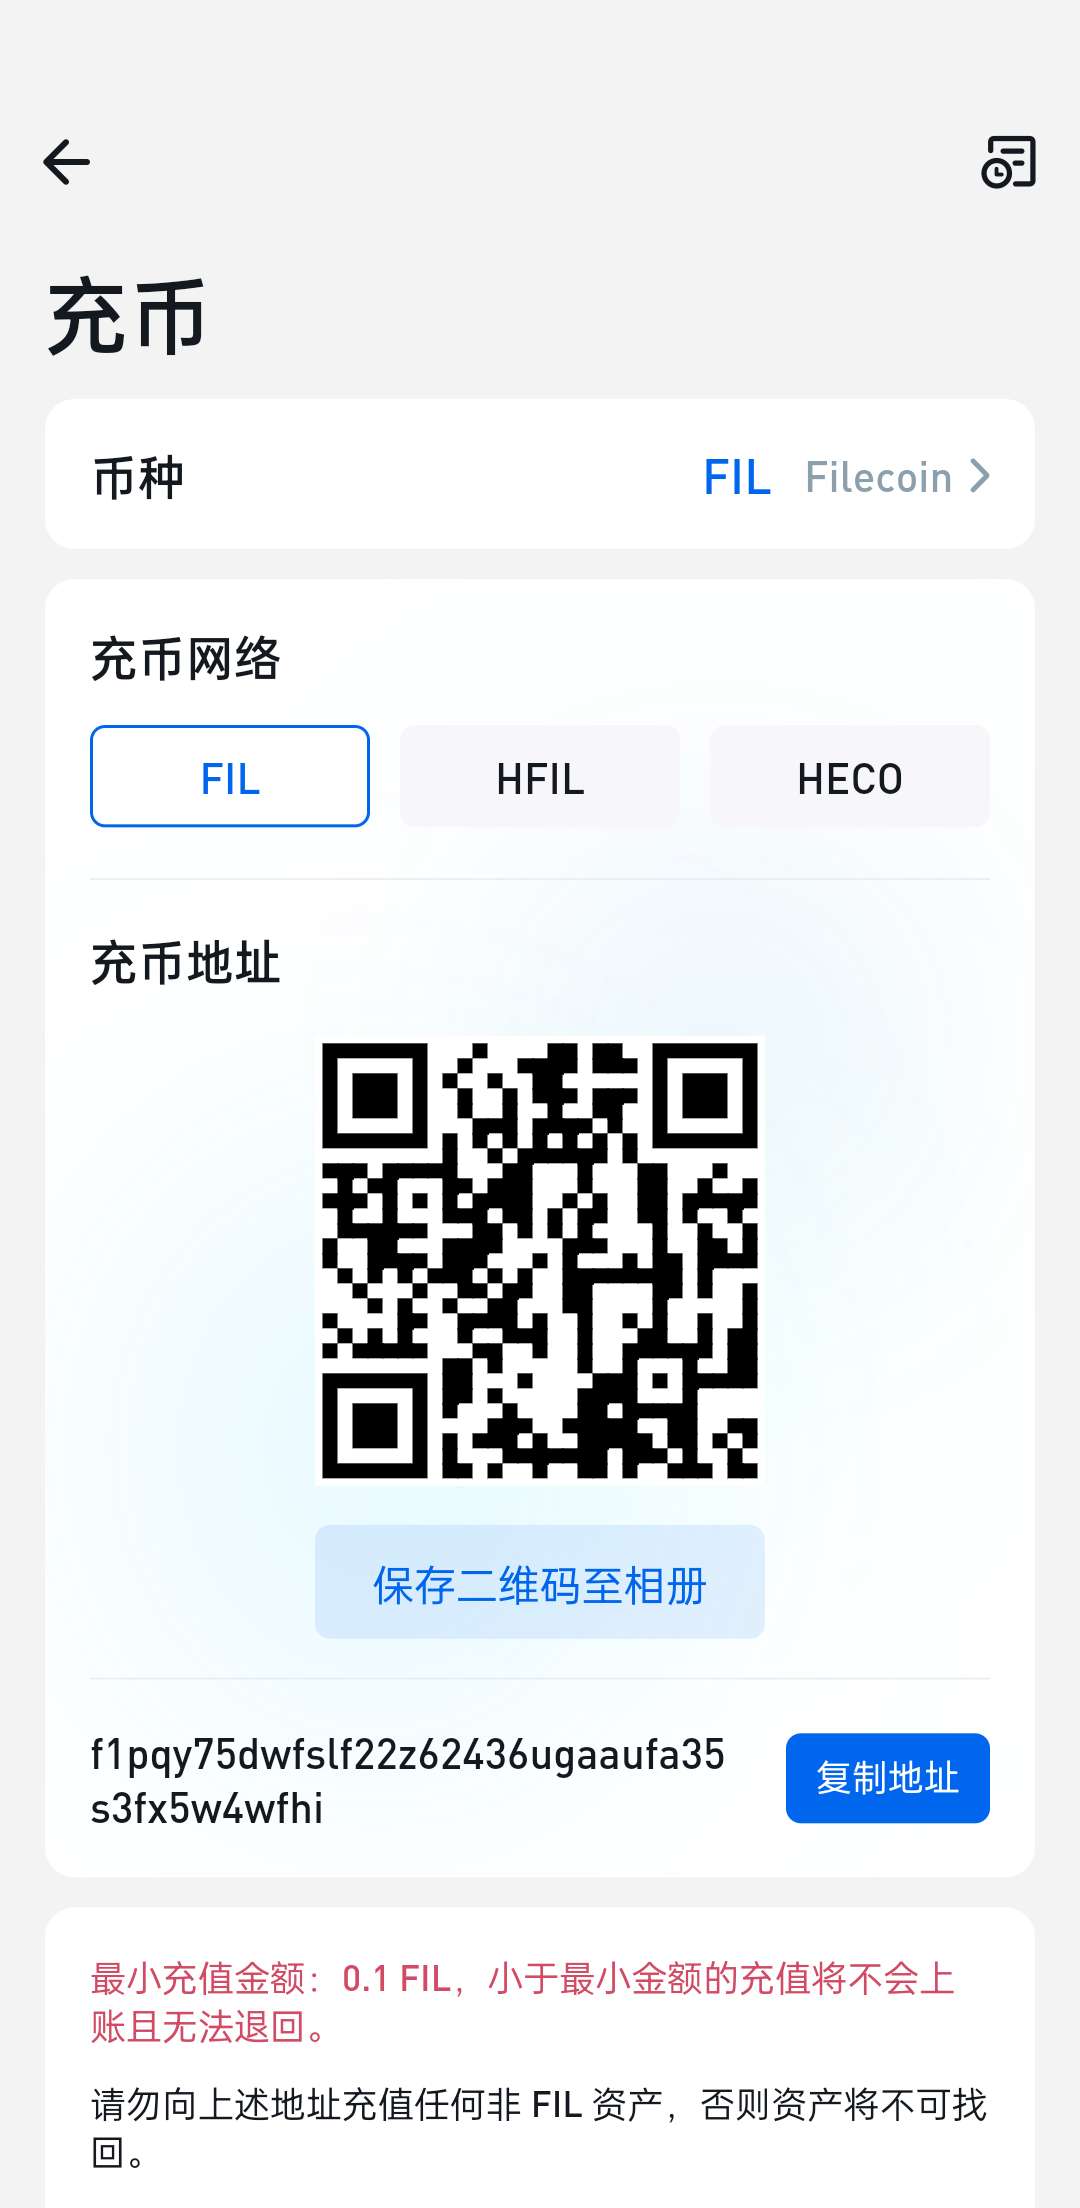 充币
币种 FIL Filecoin
充币网络
FIL HFIL HECO
充币地址
保存二维码至相册
f1pqy75dwfslf22z62436ugaaufa35
s3fx5w4wfhi
复制地址
最小充值金额：0.1 FIL，小于最小金额的充值将不会上
账且无法退回。
请勿向上述地址充值任何非 FIL 资产，否则资产将不可找
回。